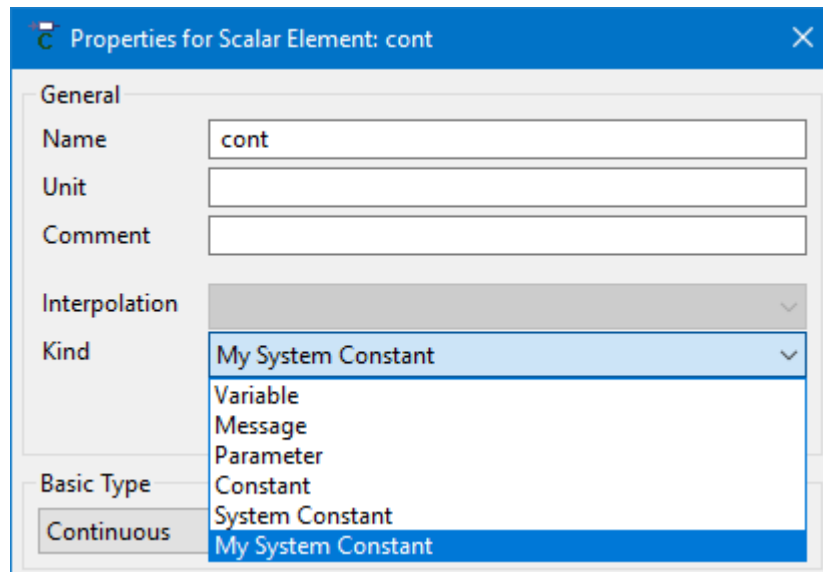 Properties for Scalar Element: cont
General
Name cont
Unit
Comment
Interpolation
Kind My System Constant
Variable
Message
Parameter
Constant
System Constant
My System Constant
Basic Type
Continuous